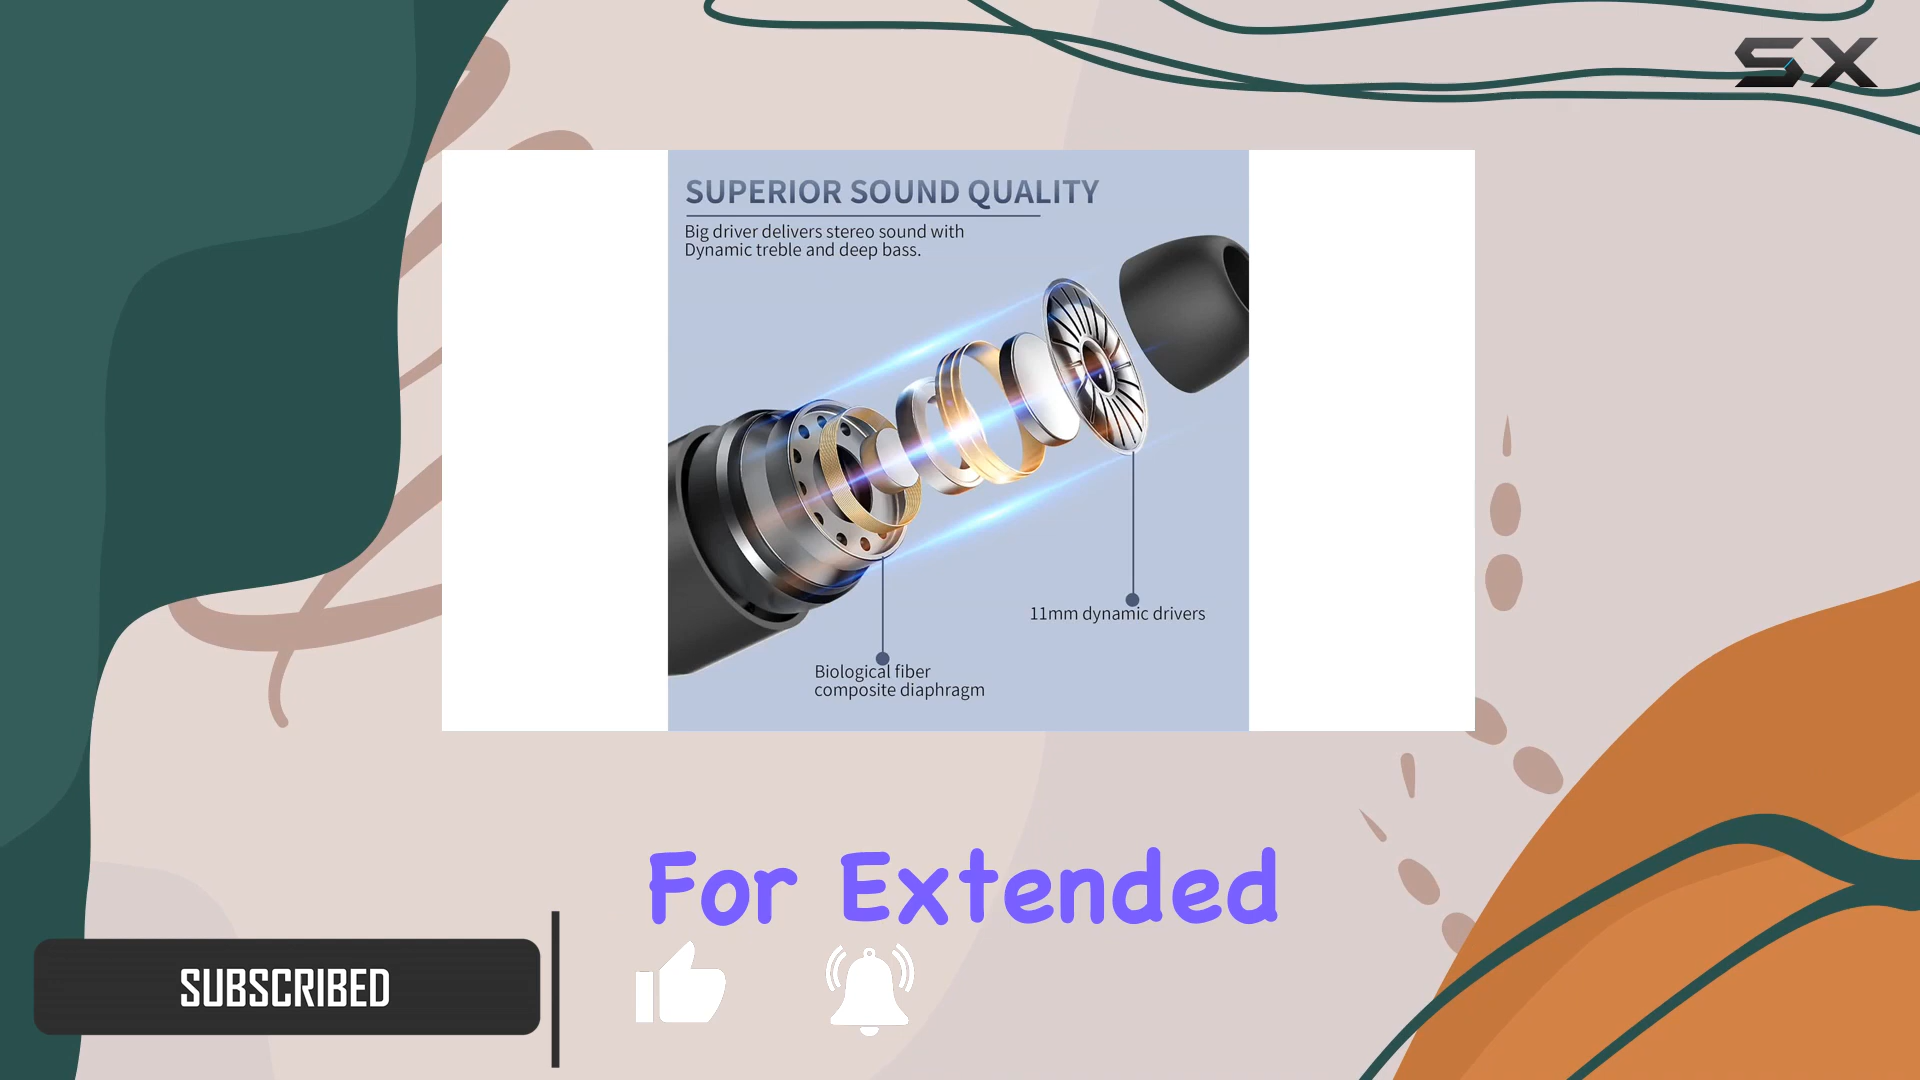 SX
SUPERIOR SOUND QUALITY
Big driver delivers stereo sound with
Dynamic treble and deep bass.
11mm dynamic drivers
Biological fiber
composite diaphragm
For Extended
SUBSCRIBED